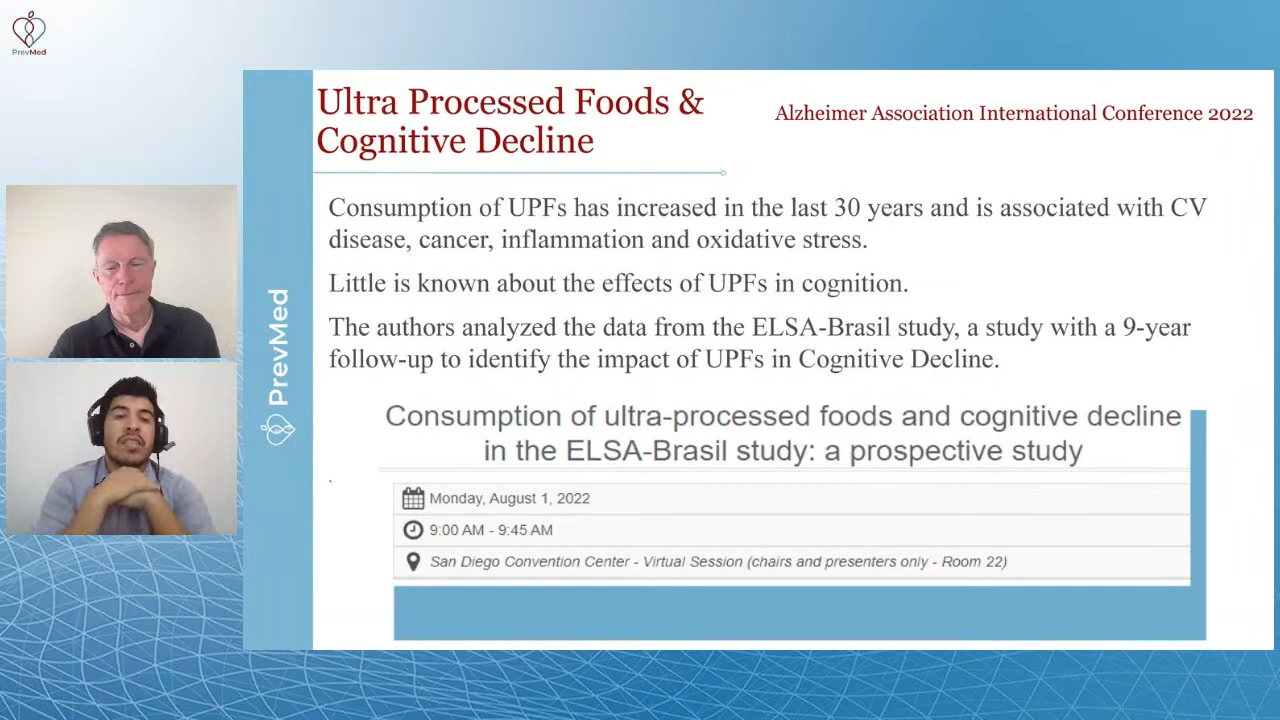 PrevMed
Ultra Processed Foods &
Cognitive Decline
Alzheimer Association International Conference 2022
Consumption of UPFs has increased in the last 30 years and is associated with CV
disease, cancer, inflammation and oxidative stress.
Little is known about the effects of UPFs in cognition.
The authors analyzed the data from the ELSA-Brasil study, a study with a 9-year
follow-up to identify the impact of UPFs in Cognitive Decline.
PrevMed
Consumption of ultra-processed foods and cognitive decline
in the ELSA-Brasil study: a prospective study
Monday, August 1, 2022
9:00 AM - 9:45 AM
San Diego Convention Center - Virtual Session (chairs and presenters only - Room 22)